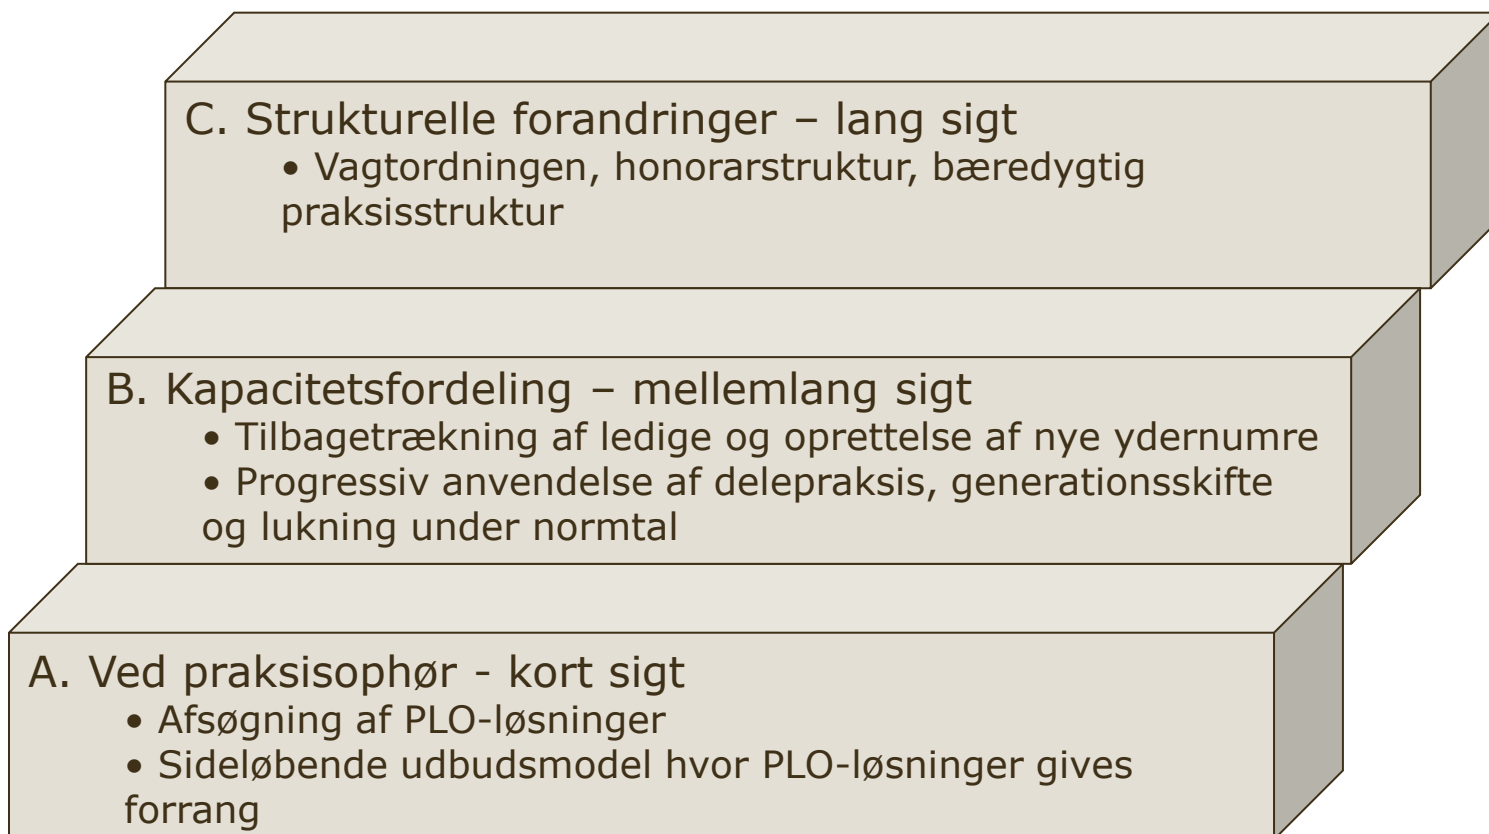 C. Strukturelle forandringer – lang sigt
• Vagtordningen, honorarstruktur, bæredygtig
praksisstruktur
B. Kapacitetsfordeling – mellemlang sigt
• Tilbagetrækning af ledige og oprettelse af nye ydernumre
• Progressiv anvendelse af delepraksis, generationsskifte
og lukning under normtal
A. Ved praksisophør - kort sigt
• Afsøgning af PLO-løsninger
• Sideløbende udbudsmodel hvor PLO-løsninger gives
forrang